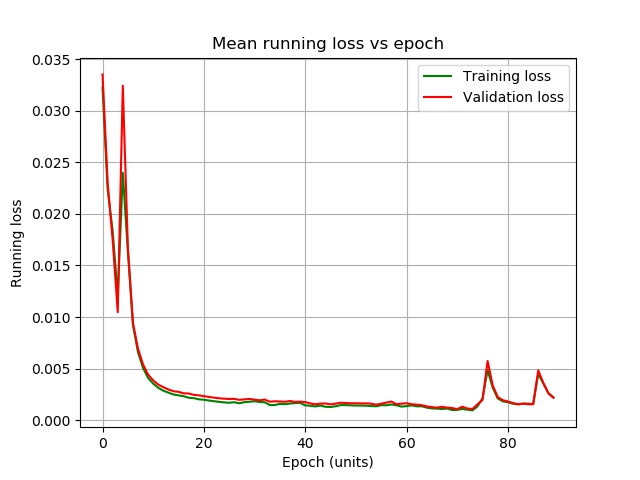 Mean running loss vs epoch
Training loss
Validation loss
Running loss
0.035
0.030
0.025
0.020
0.015
0.010
0.005
0.000
0
20
40
60
80
Epoch (units)